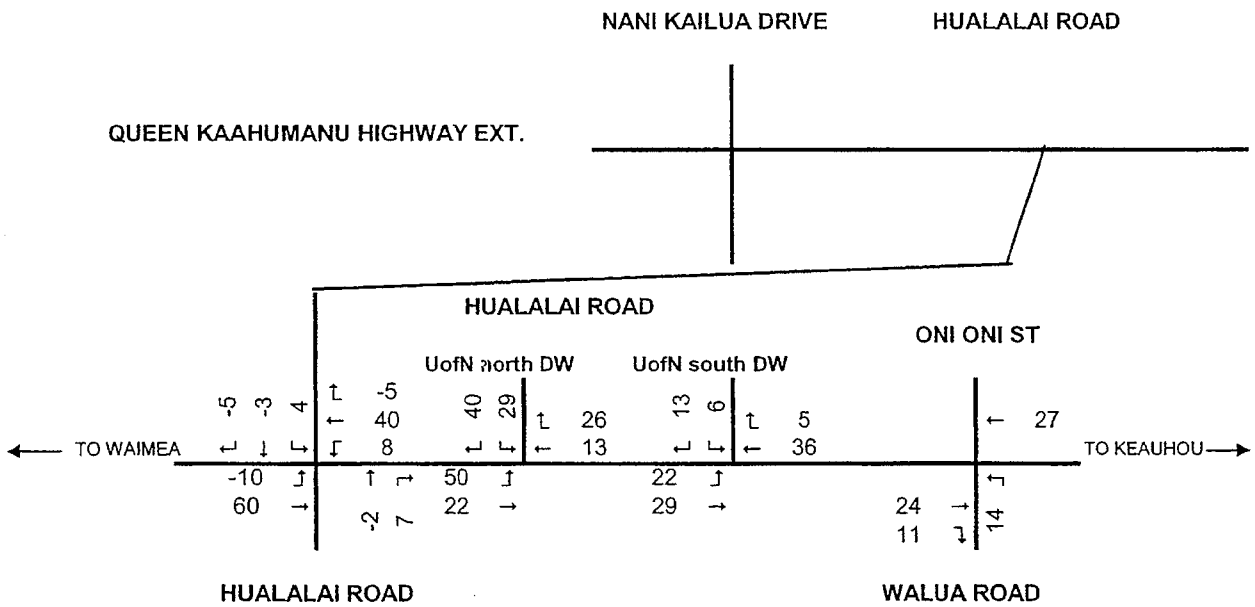 NANI KAILUA DRIVE HUALALAI ROAD
QUEEN KAAHUMANU HIGHWAY EXT.
HUALALAI ROAD
ONI ONI ST
UofN north DW UofN south DW
-5 -3 4 -5 40 29 26 13 6 5 27
40
8 13 36
← TO WAIMEA TO KEAUHOU →
-10 50 22
60 22 29 24
-2 7 11 14
HUALALAI ROAD WALUA ROAD